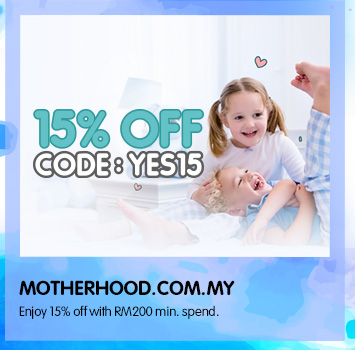 15% OFF
CODE : YES15
MOTHERHOOD.COM.MY
Enjoy 15% off with RM200 min. spend.